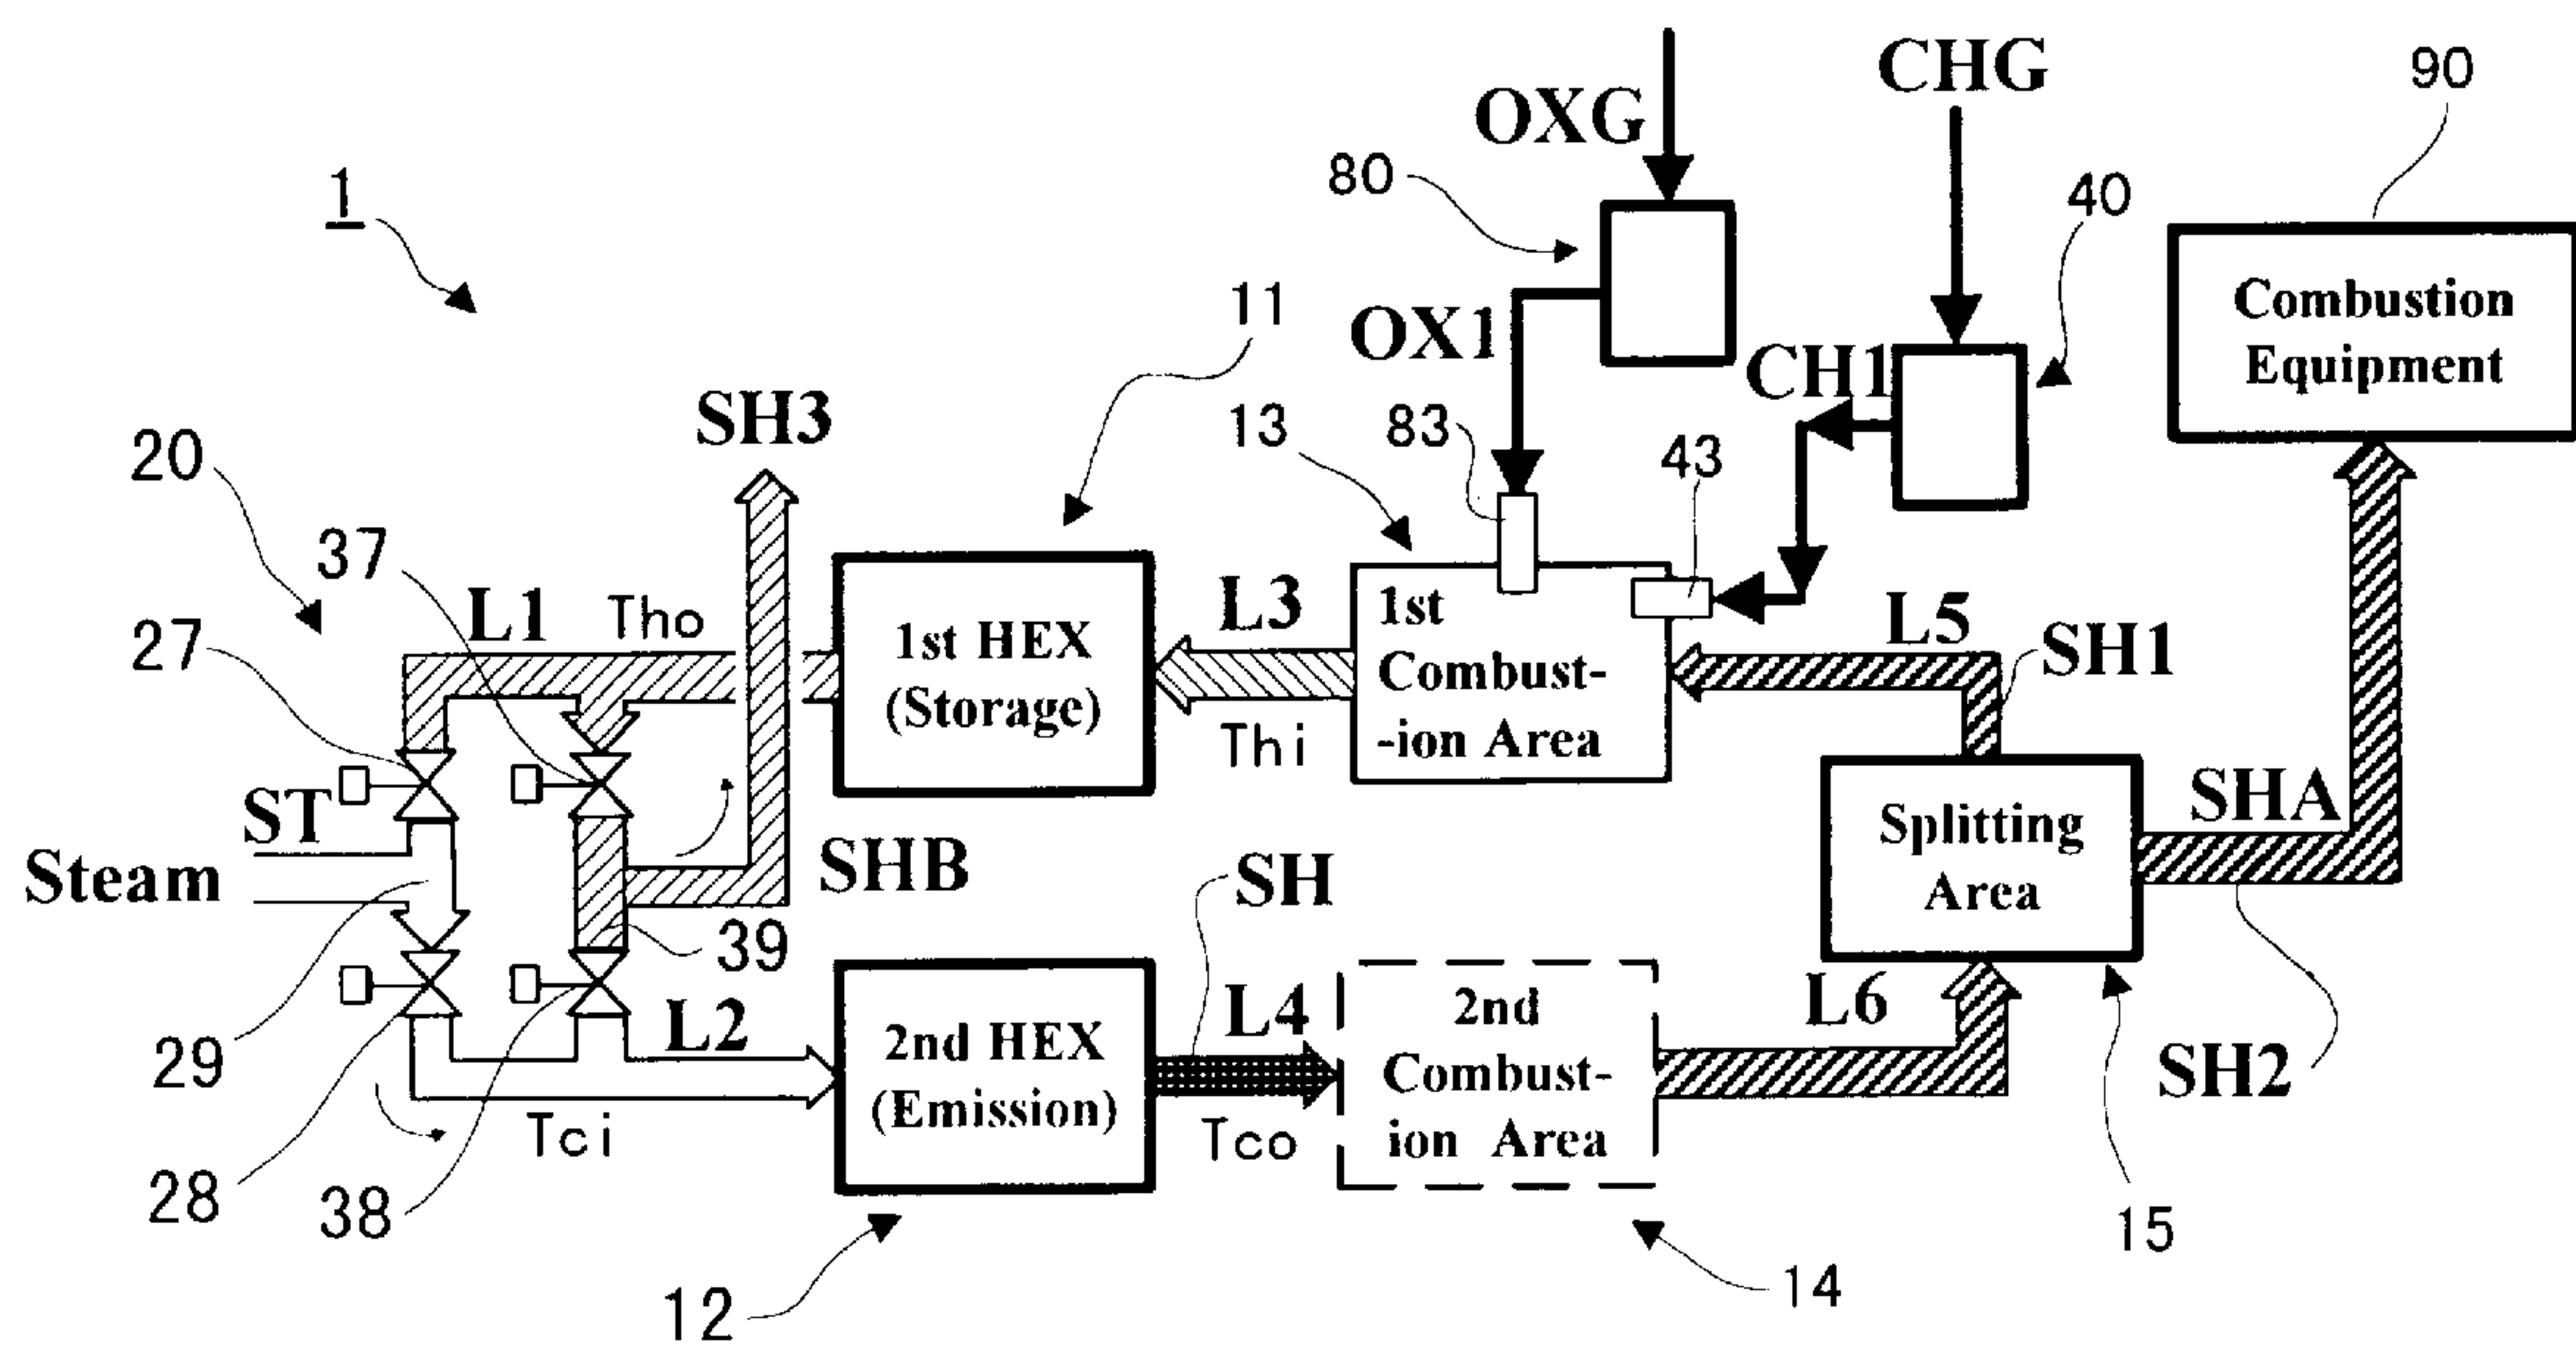 CHG
90
OXG
80
40
1
11
Combustion
Equipment
OX1
CH1
SH3
13
83
43
20
37
L1
Tho
27
1st HEX
(Storage)
L3
Thi
1st
Combust-
-ion Area
L5
SH1
ST
Steam
SHB
SH
Splitting
Area
SHA
39
29
L2
Tci
2nd HEX
(Emission)
L4
Tco
2nd
Combust-
ion Area
L6
SH2
28
38
12
14
15